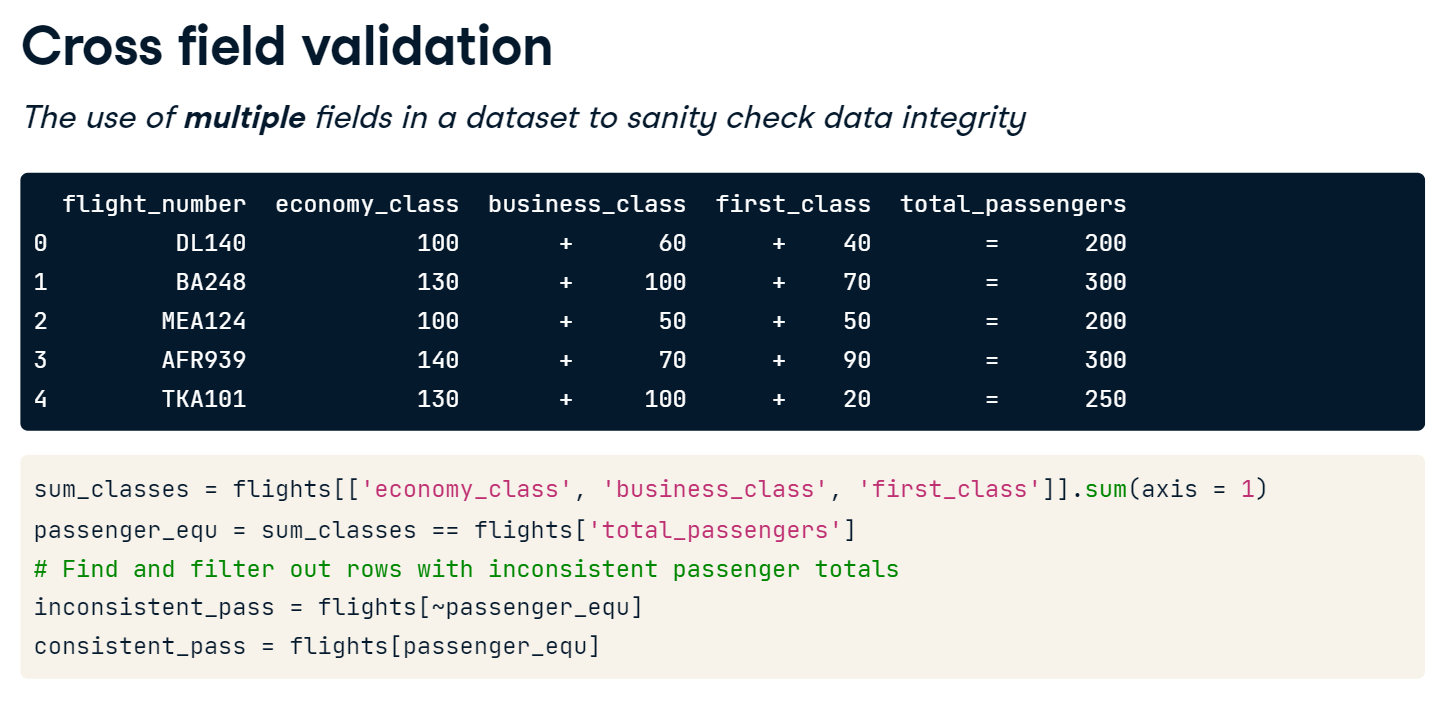 Cross field validation
The use of multiple fields in a dataset to sanity check data integrity
flight_number economy_class business_class first_class total_passengers
0 DL140 100 + 60 + 40 = 200
1 BA248 130 + 100 + 70 = 300
2 MEA124 100 + 50 + 50 = 200
3 AFR939 140 + 70 + 90 = 300
4 TKA101 130 + 100 + 20 = 250
sum_classes = flights[['economy_class', 'business_class', 'first_class']].sum(axis = 1)
passenger_equ = sum_classes == flights['total_passengers']
# Find and filter out rows with inconsistent passenger totals
inconsistent_pass = flights[~passenger_equ]
consistent_pass = flights[passenger_equ]